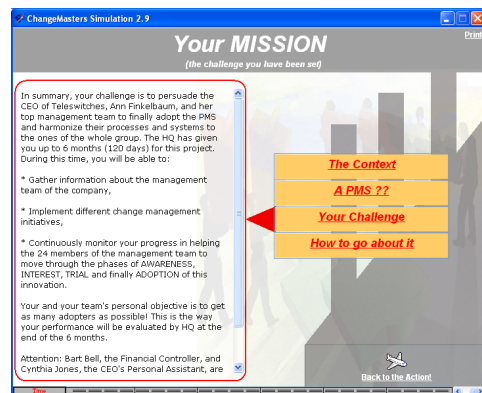 ChangeMasters Simulation 2.9
Print
Your MISSION
(the challenge you have been set)
In summary, your challenge is to persuade the
CEO of Teleswitches, Ann Finkelbaum, and her
top management team to finally adopt the PMS
and harmonize their processes and systems to
the ones of the whole group. The HQ has given
you up to 6 months (120 days) for this project.
During this time, you will be able to:
* Gather information about the management
team of the company,
* Implement different change management
initiatives,
* Continuously monitor your progress in helping
the 24 members of the management team to
move through the phases of AWARENESS,
INTEREST, TRIAL and finally ADOPTION of this
innovation.
Your and your team's personal objective is to get
as many adopters as possible! This is the way
your performance will be evaluated by HQ at the
end of the 6 months.
Attention: Bart Bell, the Financial Controller, and
Cynthia Jones, the CEO's Personal Assistant, are
The Context
A PMS ??
Your Challenge
How to go about it
Back to the Action!
Time